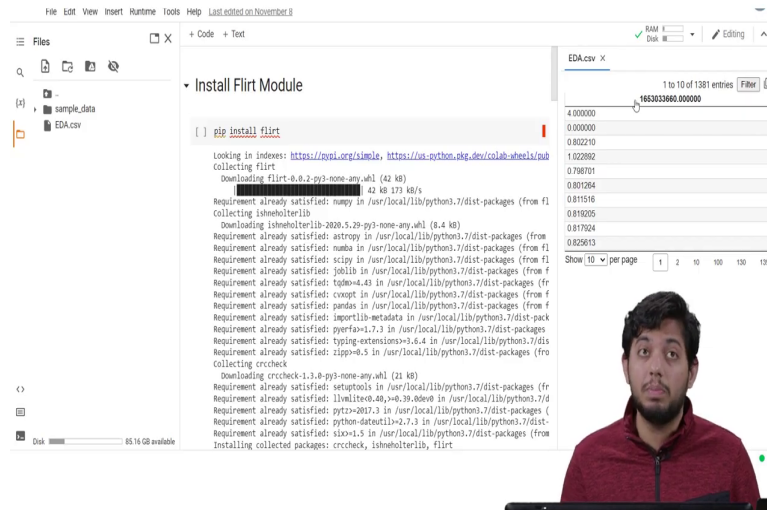 File Edit View Insert Runtime Tools Help Last edited on November 8
Files
+ Code + Text
RAM
Disk
Editing
{x}
..
sample_data
EDA.csv
Disk 85.16 GB available
Install Flirt Module
[ ] pip install flirt
Looking in indexes: https://pypi.org/simple, https://us-python.pkg.dev/colab-wheels/pub
Collecting flirt
Downloading flirt-0.0.2-py3-none-any.whl (42 kB)
| 42 kB 173 kB/s
Requirement already satisfied: numpy in /usr/local/lib/python3.7/dist-packages (from fl
Collecting ishneholterlib
Downloading ishneholterlib-2020.5.29-py3-none-any.whl (8.4 kB)
Requirement already satisfied: astropy in /usr/local/lib/python3.7/dist-packages (from
Requirement already satisfied: numba in /usr/local/lib/python3.7/dist-packages (from fl
Requirement already satisfied: scipy in /usr/local/lib/python3.7/dist-packages (from fl
Requirement already satisfied: joblib in /usr/local/lib/python3.7/dist-packages (from f
Requirement already satisfied: tqdm>=4.43 in /usr/local/lib/python3.7/dist-packages (fr
Requirement already satisfied: cvxopt in /usr/local/lib/python3.7/dist-packages (from f
Requirement already satisfied: pandas in /usr/local/lib/python3.7/dist-packages (from f
Requirement already satisfied: importlib-metadata in /usr/local/lib/python3.7/dist-pack
Requirement already satisfied: pyerfa>=1.7.3 in /usr/local/lib/python3.7/dist-packages
Requirement already satisfied: typing-extensions>=3.6.4 in /usr/local/lib/python3.7/dis
Requirement already satisfied: zipp>=0.5 in /usr/local/lib/python3.7/dist-packages (fro
Collecting crccheck
Downloading crccheck-1.3.0-py3-none-any.whl (21 kB)
Requirement already satisfied: setuptools in /usr/local/lib/python3.7/dist-packages (fr
Requirement already satisfied: llvmlite<0.40,>=0.39.0dev0 in /usr/local/lib/python3.7/d
Requirement already satisfied: pytz>=2017.3 in /usr/local/lib/python3.7/dist-packages (
Requirement already satisfied: python-dateutil>=2.7.3 in /usr/local/lib/python3.7/dist-
Requirement already satisfied: six>=1.5 in /usr/local/lib/python3.7/dist-packages (from
Installing collected packages: crccheck, ishneholterlib, flirt
EDA.csv
1 to 10 of 1381 entries Filter
1653033660.000000
4.000000
0.000000
0.802210
1.022892
0.798701
0.801264
0.811516
0.819205
0.817924
0.825613
Show 10 per page 1 2 10 100 130